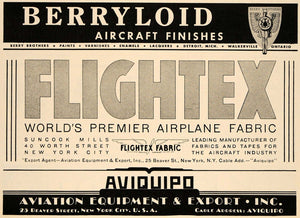 BERRYLOID
AIRCRAFT FINISHES
BERRY BROTHERS • PAINTS • VARNISHES • ENAMELS • LACQUERS • DETROIT, MICH. • WALKERVILLE, ONTARIO
FLIGHTEX
WORLD'S PREMIER AIRPLANE FABRIC
SUNCOOK MILLS
40 WORTH STREET
NEW YORK CITY
FLIGHTEX FABRIC
LEADING MANUFACTURER OF
FABRICS AND TAPES FOR
THE AIRCRAFT INDUSTRY
"Export Agent—Aviation Equipment & Export, Inc., 25 Beaver St., New York, N.Y. Cable Add.—"Aviquipo"
AVIQUIPO
AVIATION EQUIPMENT & EXPORT • INC.
25 BEAVER STREET, NEW YORK CITY, U.S.A. CABLE ADDRESS: AVIQUIPO